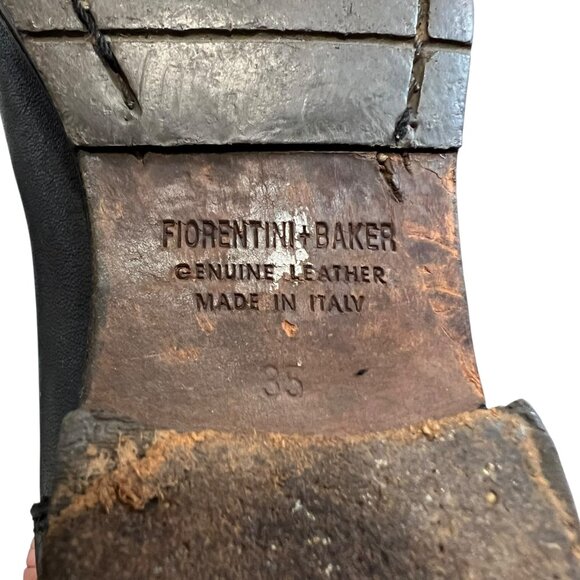 FIORENTINI+BAKER
GENUINE LEATHER
MADE IN ITALY
35